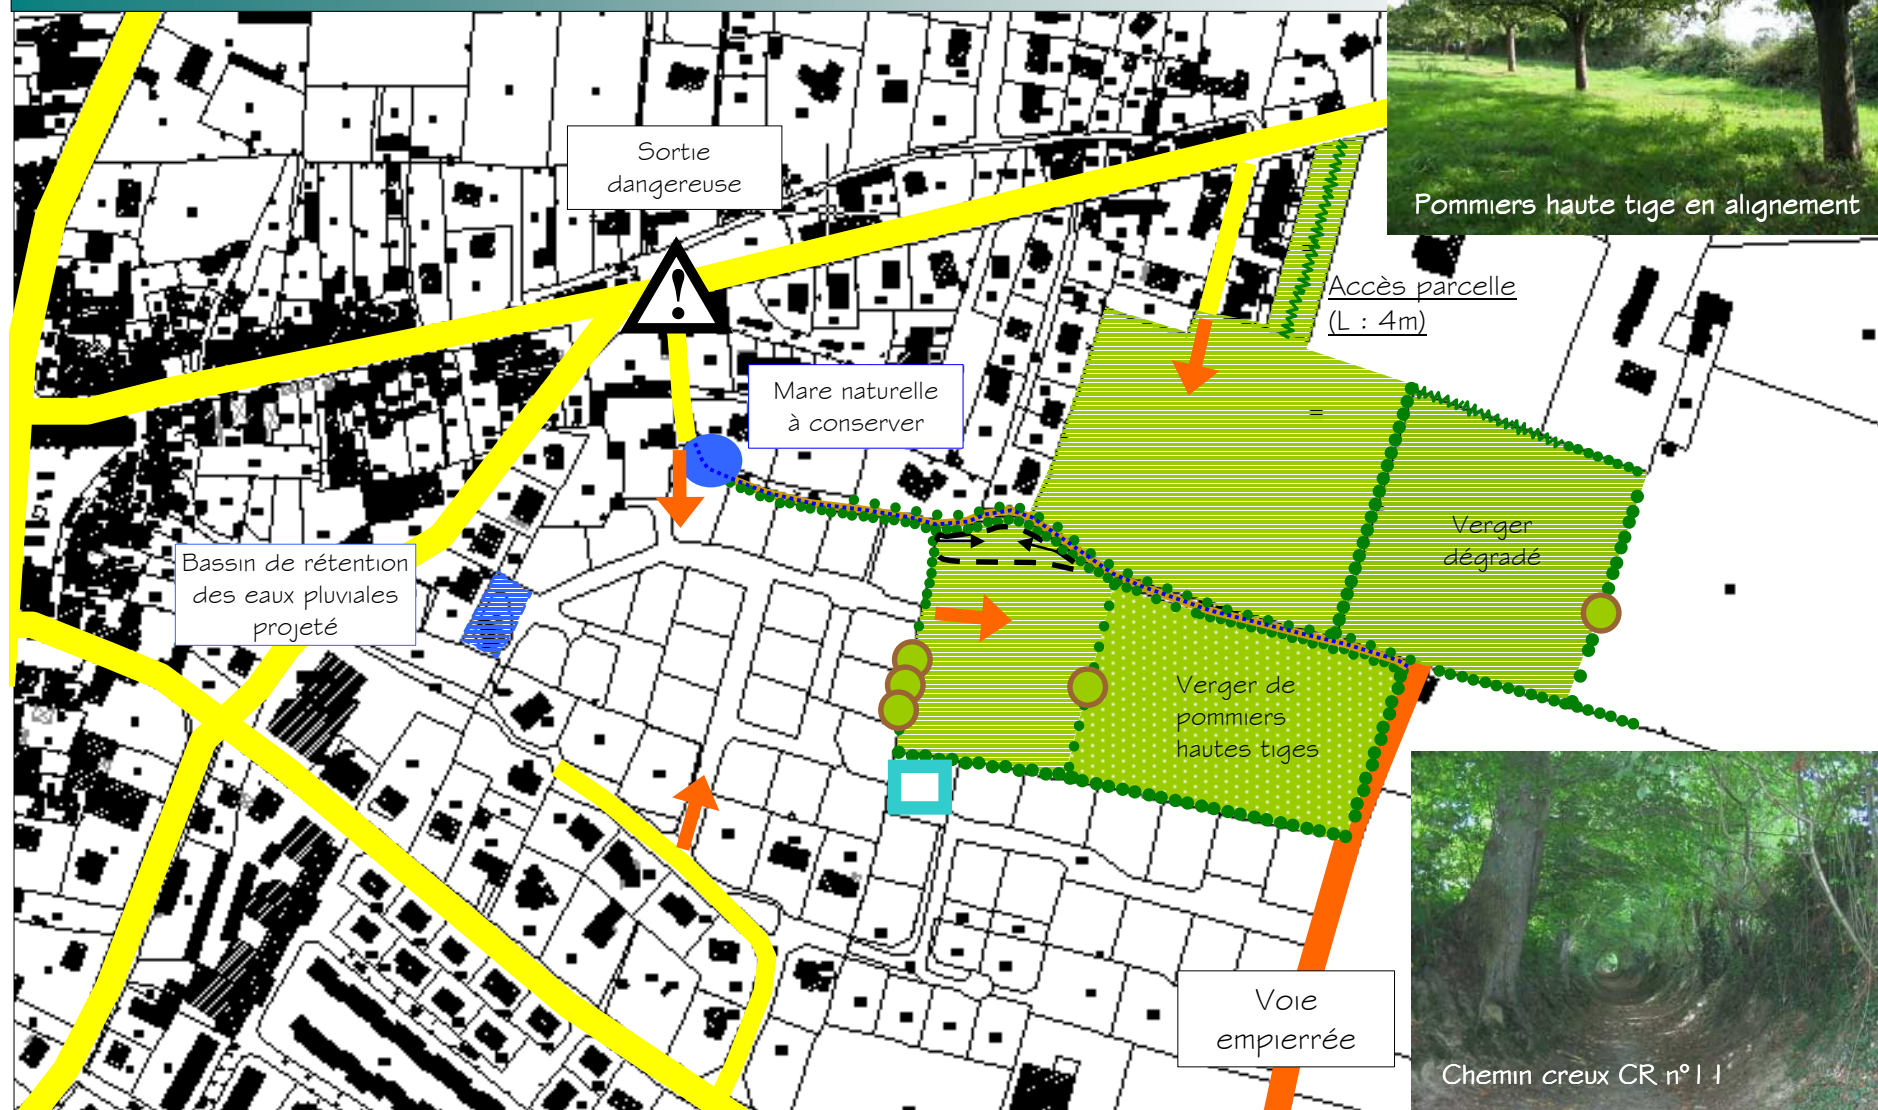 Pommiers haute tige en alignement
Sortie
dangereuse
Accès parcelle
(L : 4m)
Mare naturelle
à conserver
Verger
dégradé
Bassin de rétention
des eaux pluviales
projeté
Verger de
pommiers
hautes tiges
Voie
empierrée
Chemin creux CR n°11